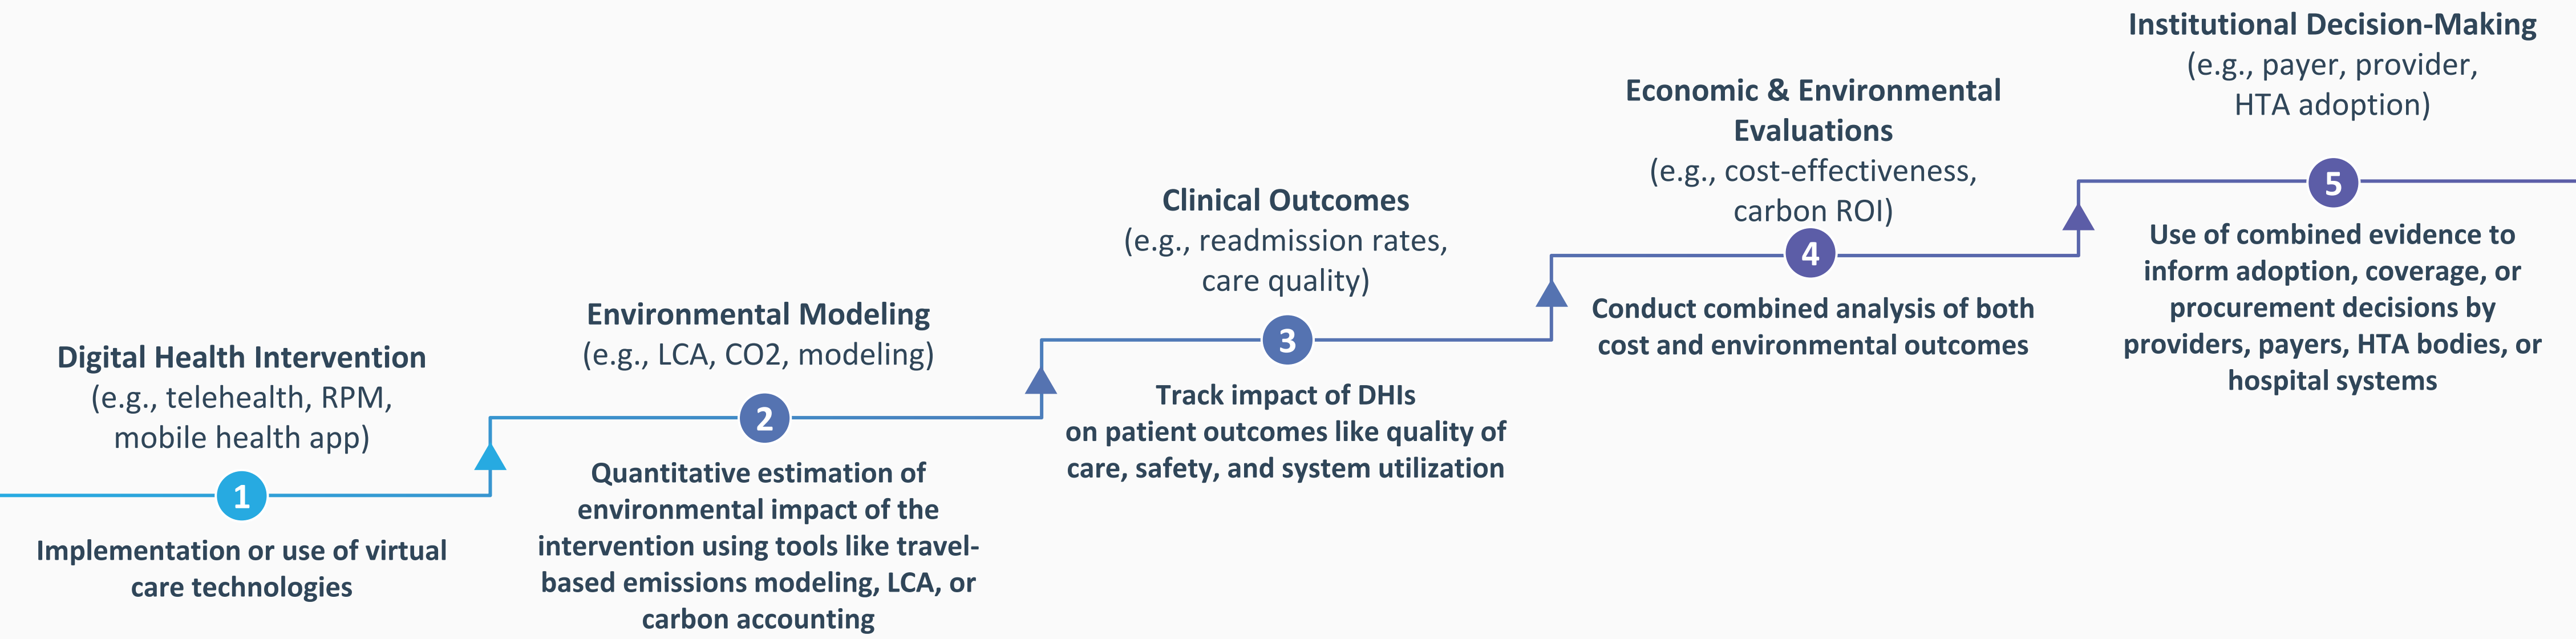 Digital Health Intervention
(e.g., telehealth, RPM,
mobile health app)
1
Implementation or use of virtual
care technologies
Environmental Modeling
(e.g., LCA, CO2, modeling)
2
Quantitative estimation of
environmental impact of the
intervention using tools like travel-
based emissions modeling, LCA, or
carbon accounting
Clinical Outcomes
(e.g., readmission rates,
care quality)
3
Track impact of DHIs
on patient outcomes like quality of
care, safety, and system utilization
Economic & Environmental
Evaluations
(e.g., cost-effectiveness,
carbon ROI)
4
Conduct combined analysis of both
cost and environmental outcomes
Institutional Decision-Making
(e.g., payer, provider,
HTA adoption)
5
Use of combined evidence to
inform adoption, coverage, or
procurement decisions by
providers, payers, HTA bodies, or
hospital systems